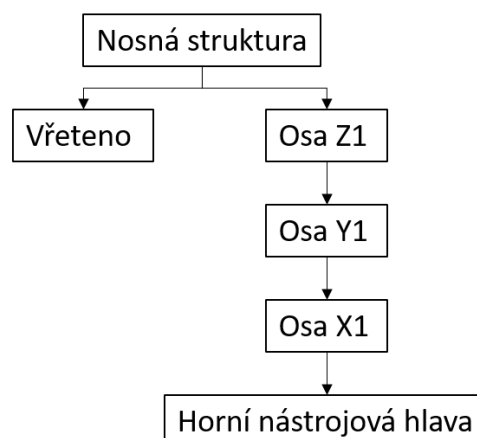 Nosná struktura
Vřeteno
Osa Z1
Osa Y1
Osa X1
Horní nástrojová hlava